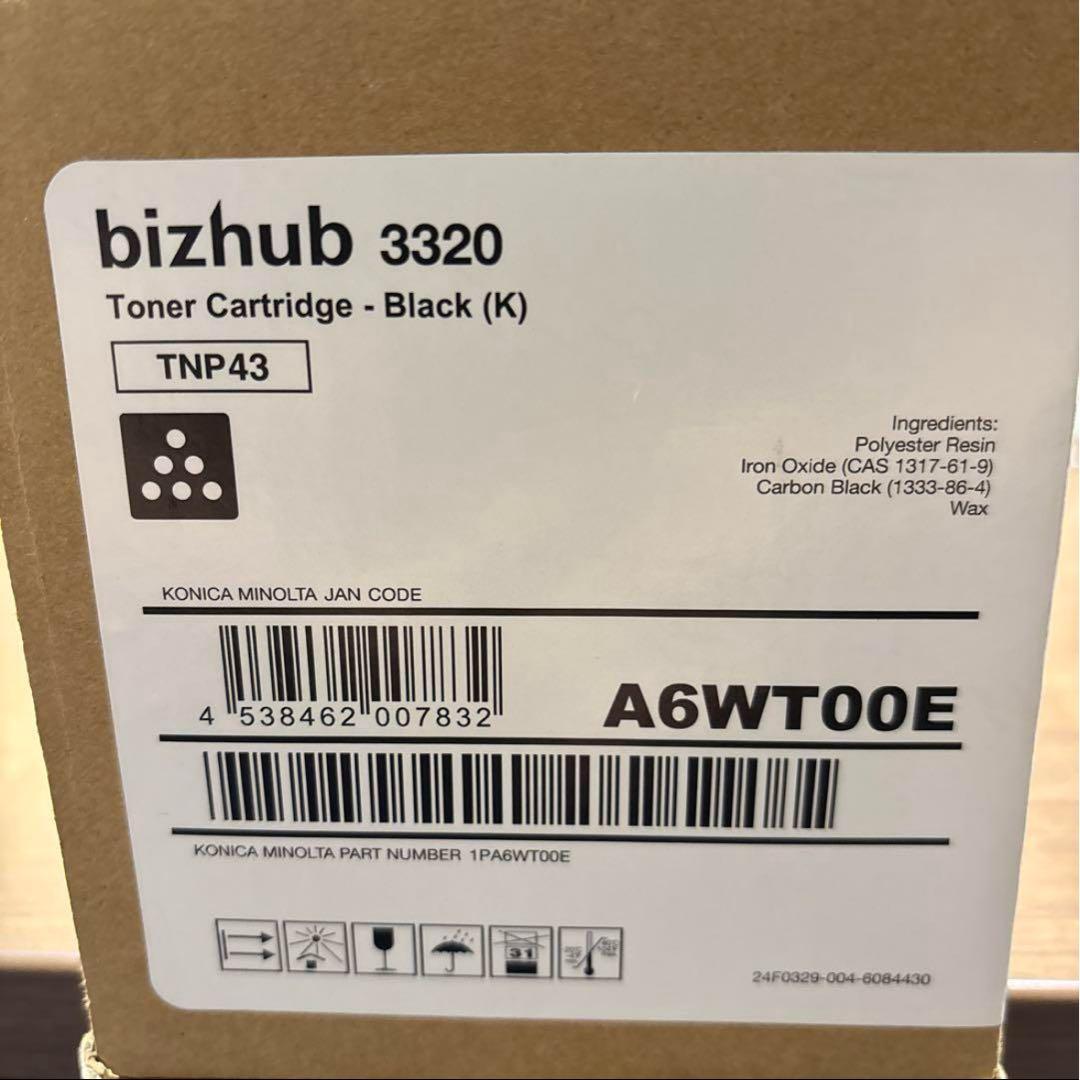 bizhub 3320
Toner Cartridge - Black (K)
TNP43
Ingredients:
Polyester Resin
Iron Oxide (CAS 1317-61-9)
Carbon Black (1333-86-4)
Wax
KONICA MINOLTA JAN CODE
4 538462 007832
A6WT00E
KONICA MINOLTA PART NUMBER 1PA6WT00E
31
24F0329-004-6084430